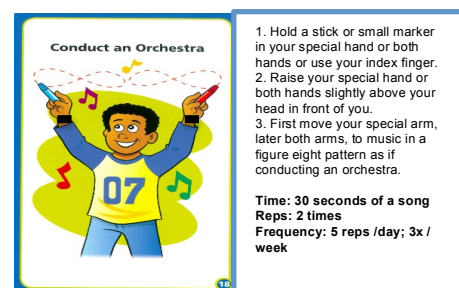 Conduct an Orchestra
07
18
1. Hold a stick or small marker
in your special hand or both
hands or use your index finger.
2. Raise your special hand or
both hands slightly above your
head in front of you.
3. First move your special arm,
later both arms, to music in a
figure eight pattern as if
conducting an orchestra.
Time: 30 seconds of a song
Reps: 2 times
Frequency: 5 reps /day; 3x /
week